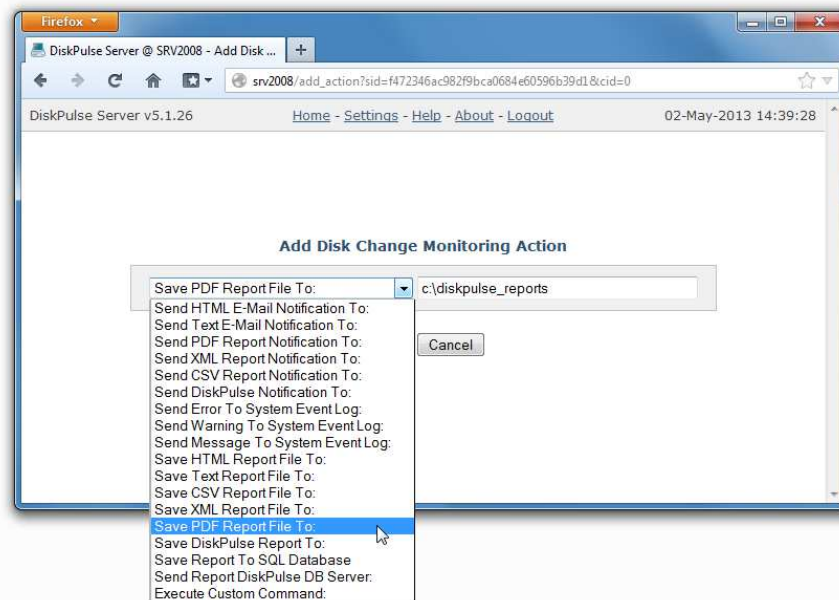 Firefox
DiskPulse Server @ SRV2008 - Add Disk ...
srv2008/add_action?sid=f472346ac982f9bca0684e60596b39d1&cid=0
DiskPulse Server v5.1.26
Home - Settings - Help - About - Logout
02-May-2013 14:39:28
Add Disk Change Monitoring Action
Save PDF Report File To:
c:\diskpulse_reports
Send HTML E-Mail Notification To:
Send Text E-Mail Notification To:
Send PDF Report Notification To:
Send XML Report Notification To:
Send CSV Report Notification To:
Send DiskPulse Notification To:
Send Error To System Event Log:
Send Warning To System Event Log:
Send Message To System Event Log:
Save HTML Report File To:
Save Text Report File To:
Save CSV Report File To:
Save XML Report File To:
Save PDF Report File To:
Save DiskPulse Report To:
Save Report To SQL Database
Send Report DiskPulse DB Server:
Execute Custom Command:
Cancel